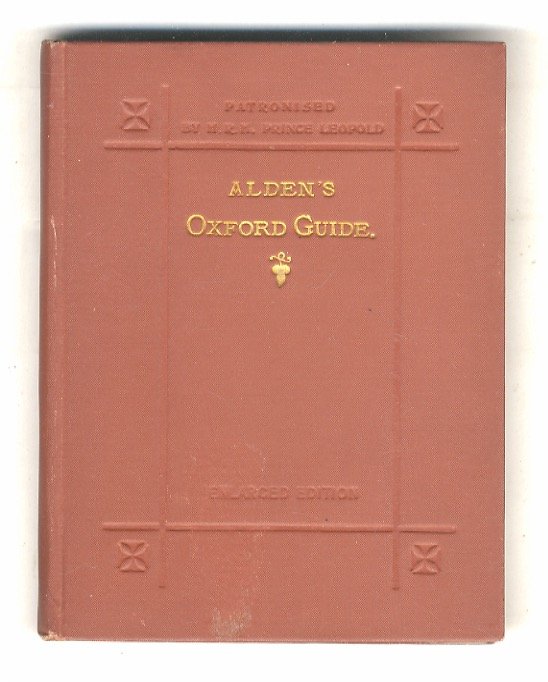 PATRONISED
BY H.R.H. PRINCE LEOPOLD
ALDEN'S
OXFORD GUIDE.
ENLARGED EDITION